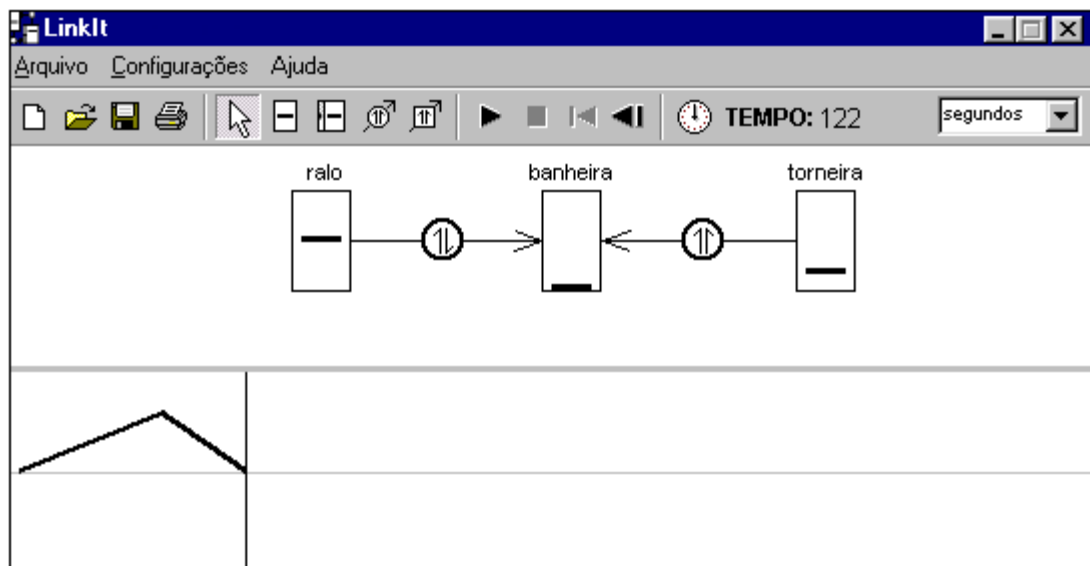 LinkIt
Arquivo Configurações Ajuda
TEMPO: 122 segundos
ralo banheira torneira